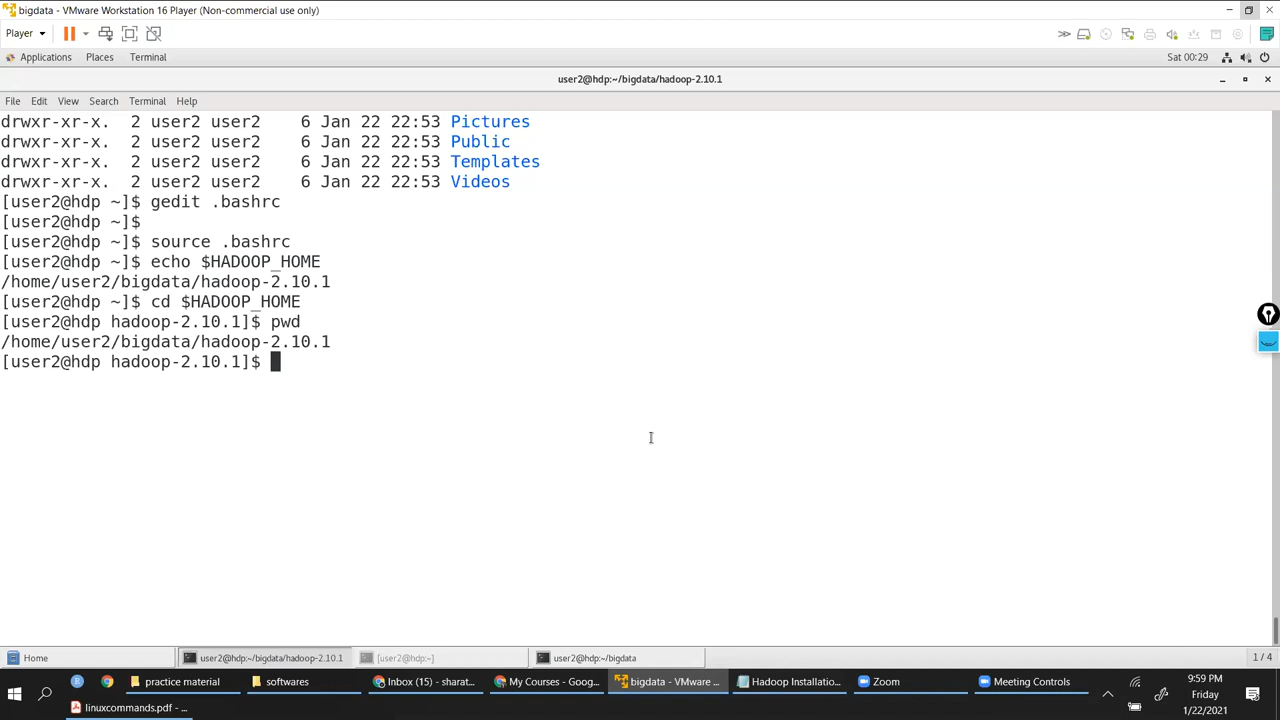 bigdata - VMware Workstation 16 Player (Non-commercial use only)
Player
Applications Places Terminal Sat 00:29
user2@hdp:~/bigdata/hadoop-2.10.1
File Edit View Search Terminal Help
drwxr-xr-x. 2 user2 user2 6 Jan 22 22:53 Pictures
drwxr-xr-x. 2 user2 user2 6 Jan 22 22:53 Public
drwxr-xr-x. 2 user2 user2 6 Jan 22 22:53 Templates
drwxr-xr-x. 2 user2 user2 6 Jan 22 22:53 Videos
[user2@hdp ~]$ gedit .bashrc
[user2@hdp ~]$
[user2@hdp ~]$ source .bashrc
[user2@hdp ~]$ echo $HADOOP_HOME
/home/user2/bigdata/hadoop-2.10.1
[user2@hdp ~]$ cd $HADOOP_HOME
[user2@hdp hadoop-2.10.1]$ pwd
/home/user2/bigdata/hadoop-2.10.1
[user2@hdp hadoop-2.10.1]$
Home user2@hdp:~/bigdata/hadoop-2.10.1 [user2@hdp:~] user2@hdp:~/bigdata 1 / 4
practice material softwares Inbox (15) - sharat... My Courses - Goog... bigdata - VMware ... Hadoop Installatio... Zoom Meeting Controls
9:59 PM
Friday
1/22/2021
linuxcommands.pdf - ...